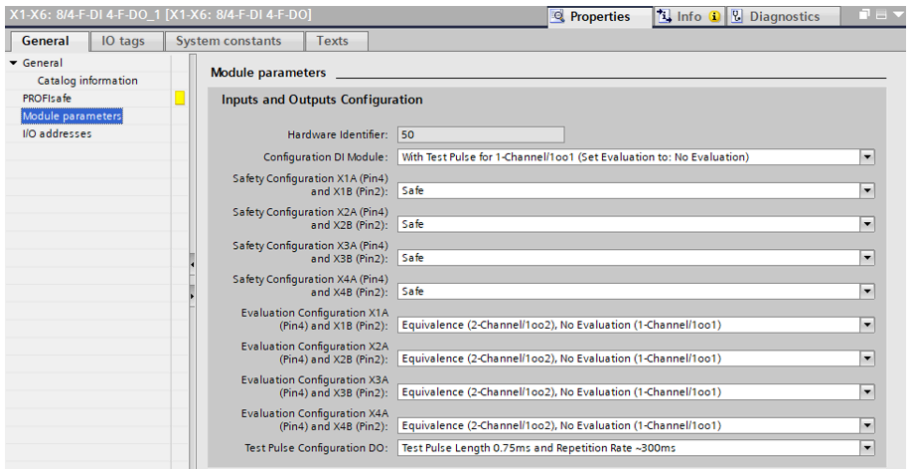 X1-X6: 8/4-F-DI 4-F-DO_1 [X1-X6: 8/4-F-DI 4-F-DO]
Properties
Info
Diagnostics
General
IO tags
System constants
Texts
General
Catalog information
PROFIsafe
Module parameters
I/O addresses
Module parameters
Inputs and Outputs Configuration
Hardware Identifier: 50
Configuration DI Module: With Test Pulse for 1-Channel/1oo1 (Set Evaluation to: No Evaluation)
Safety Configuration X1A (Pin4)
and X1B (Pin2): Safe
Safety Configuration X2A (Pin4)
and X2B (Pin2): Safe
Safety Configuration X3A (Pin4)
and X3B (Pin2): Safe
Safety Configuration X4A (Pin4)
and X4B (Pin2): Safe
Evaluation Configuration X1A
(Pin4) and X1B (Pin2): Equivalence (2-Channel/1oo2), No Evaluation (1-Channel/1oo1)
Evaluation Configuration X2A
(Pin4) and X2B (Pin2): Equivalence (2-Channel/1oo2), No Evaluation (1-Channel/1oo1)
Evaluation Configuration X3A
(Pin4) and X3B (Pin2): Equivalence (2-Channel/1oo2), No Evaluation (1-Channel/1oo1)
Evaluation Configuration X4A
(Pin4) and X4B (Pin2): Equivalence (2-Channel/1oo2), No Evaluation (1-Channel/1oo1)
Test Pulse Configuration DO: Test Pulse Length 0.75ms and Repetition Rate ~300ms